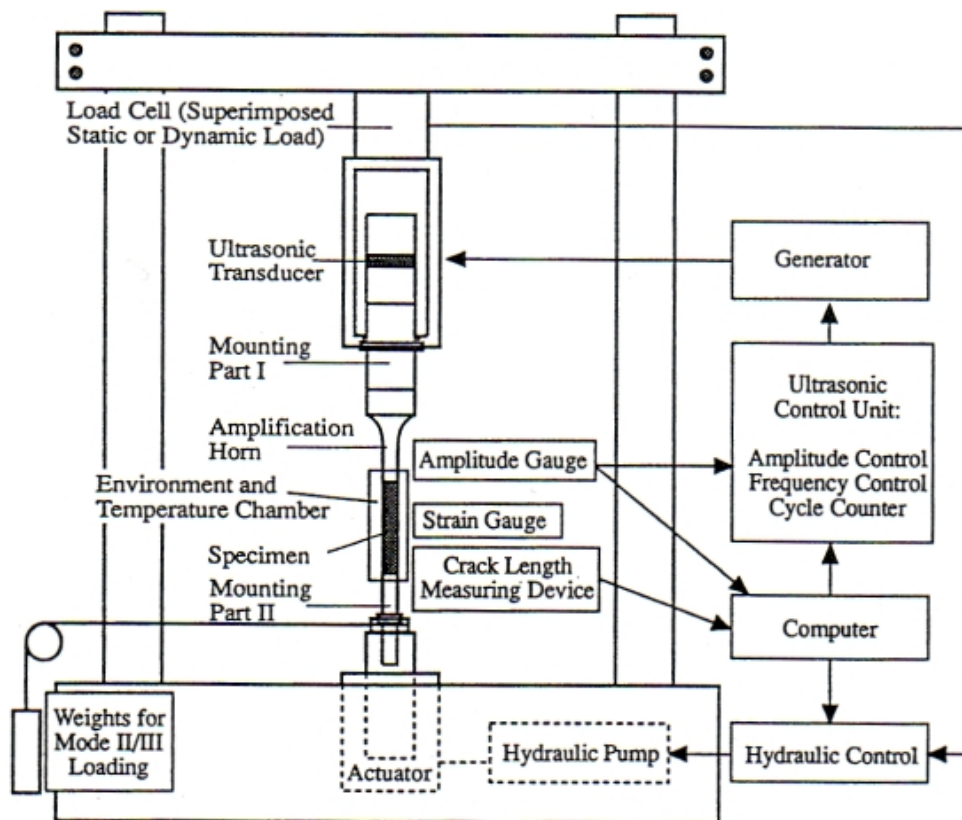 Load Cell (Superimposed
Static or Dynamic Load)
Ultrasonic
Transducer
Generator
Mounting
Part I
Ultrasonic
Control Unit:
Amplitude Control
Frequency Control
Cycle Counter
Amplification
Horn
Amplitude Gauge
Environment and
Temperature Chamber
Strain Gauge
Specimen
Crack Length
Measuring Device
Mounting
Part II
Computer
Weights for
Mode II/III
Loading
Actuator
Hydraulic Pump
Hydraulic Control